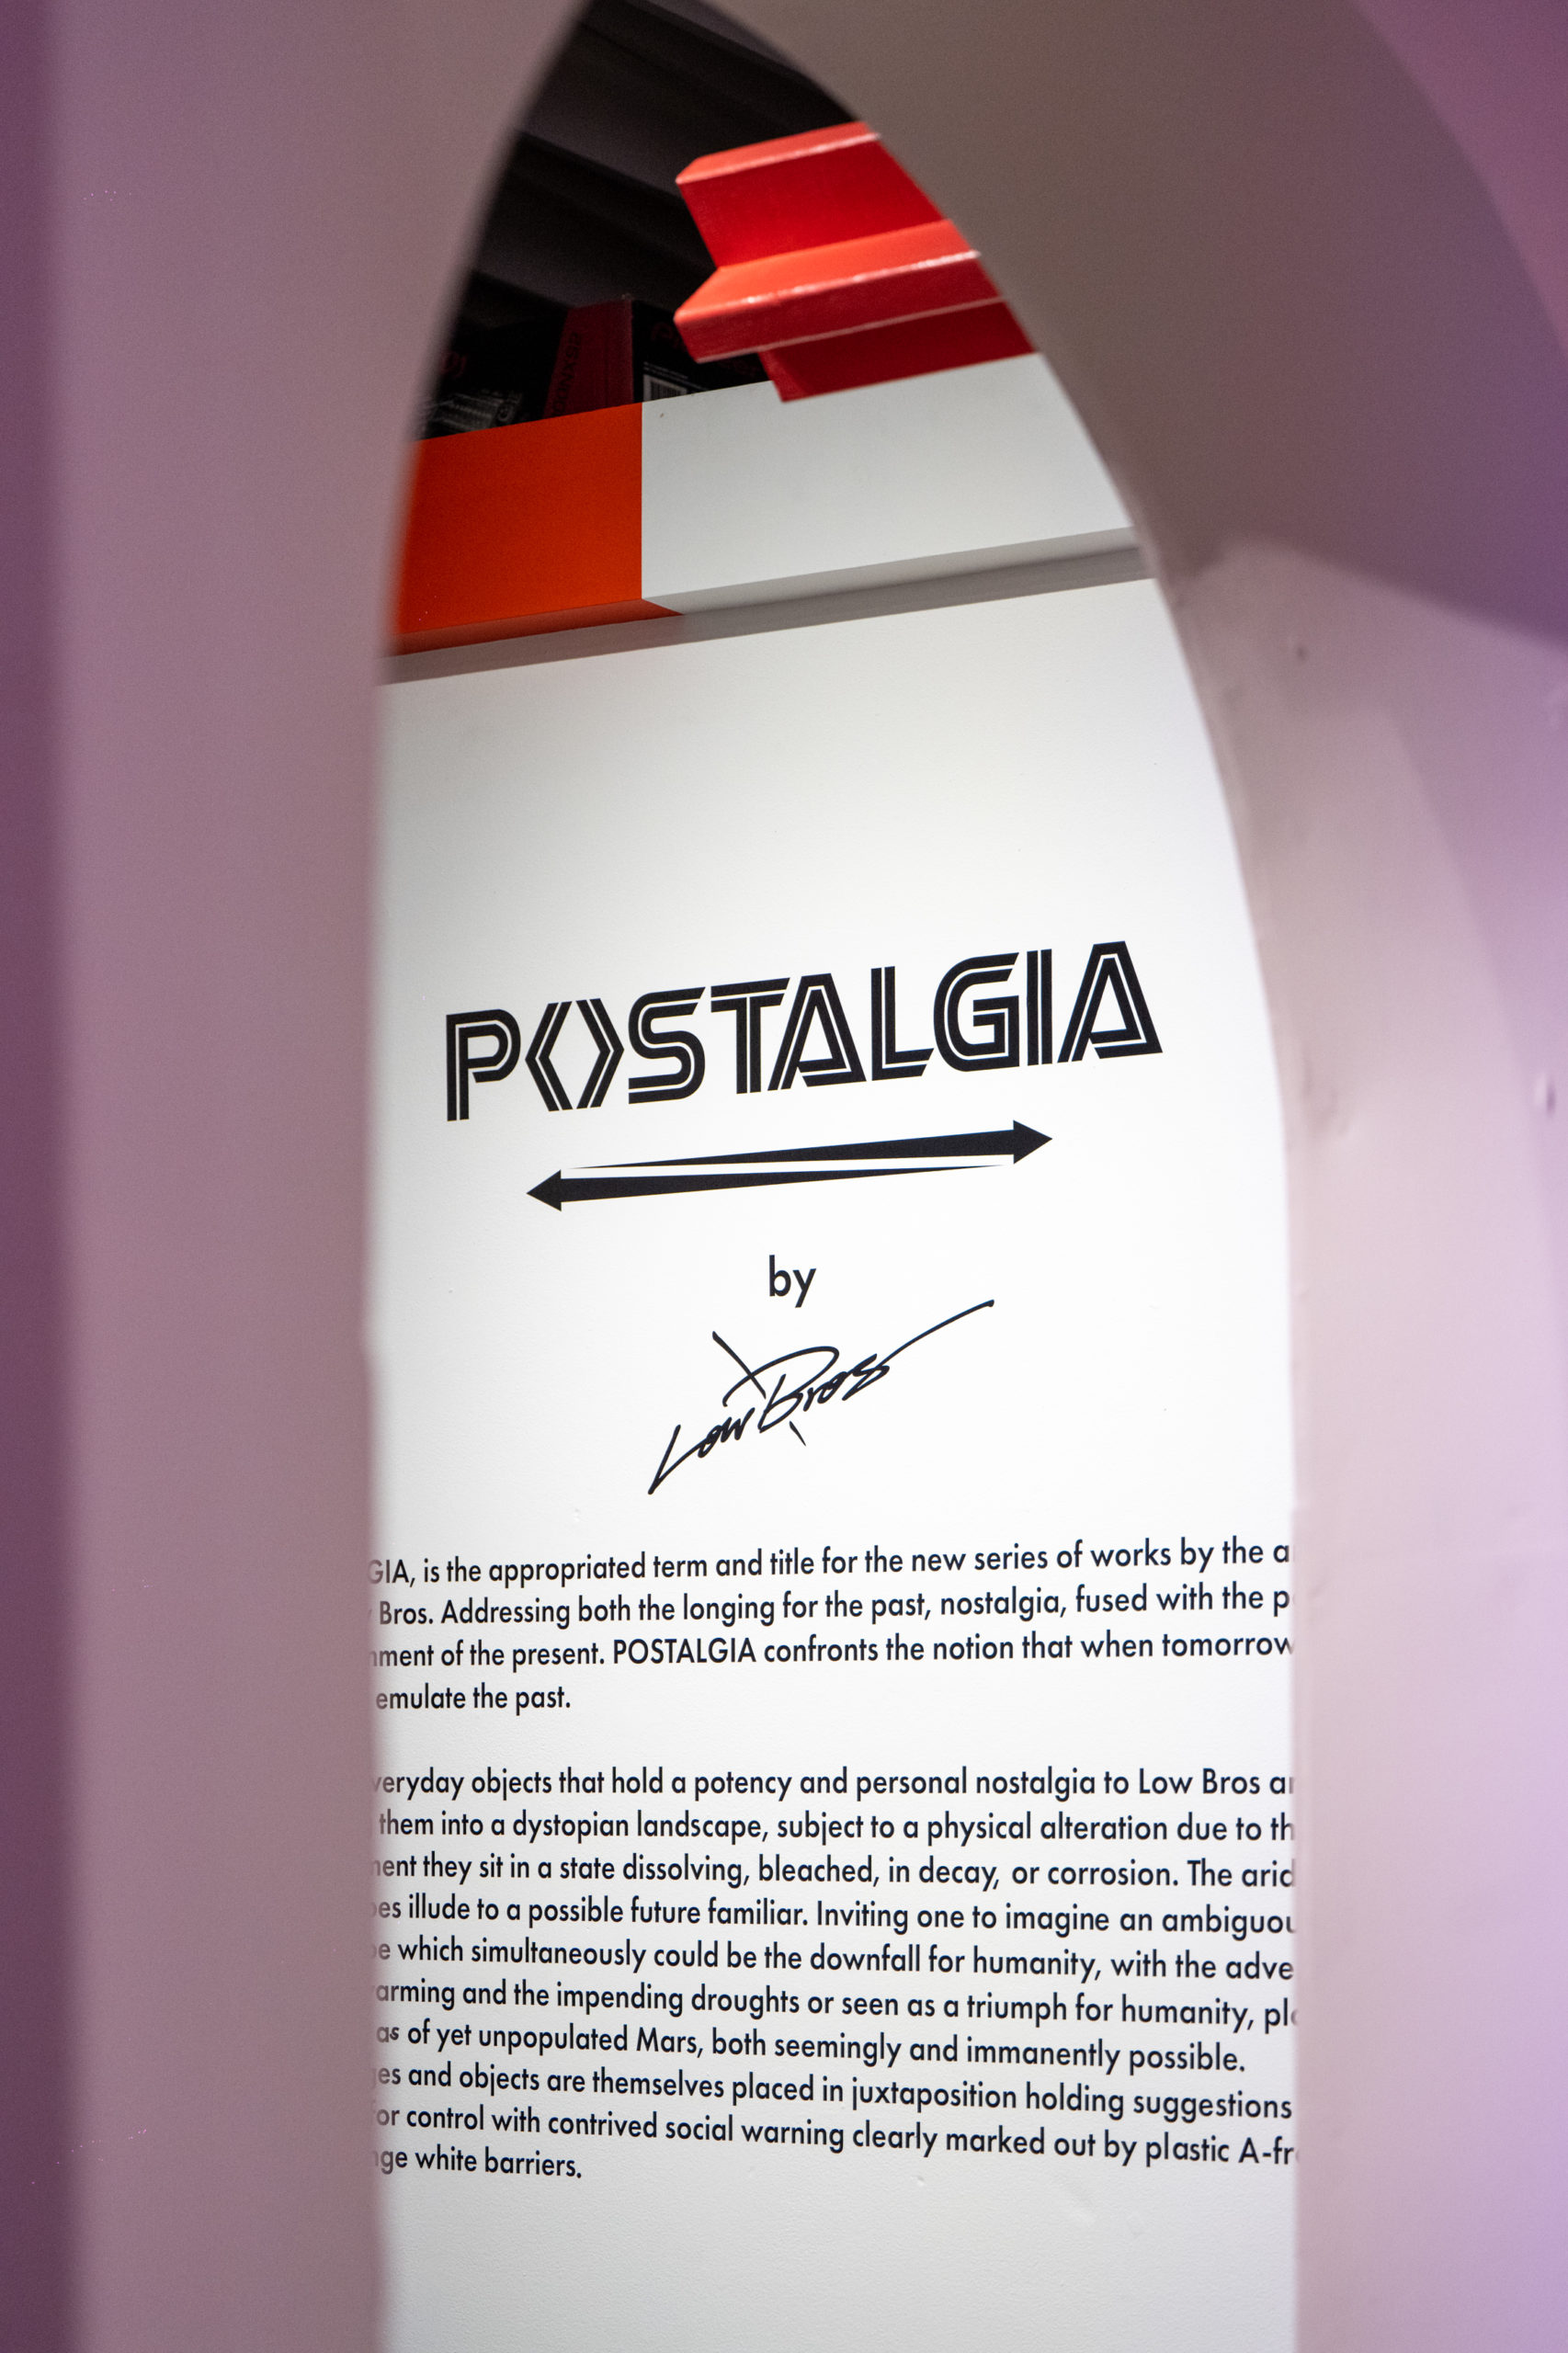 POSTALGIA
by
Low Bros
GIA, is the appropriated term and title for the new series of works by the a
Bros. Addressing both the longing for the past, nostalgia, fused with the p
ment of the present. POSTALGIA confronts the notion that when tomorrow
emulate the past.
veryday objects that hold a potency and personal nostalgia to Low Bros ar
them into a dystopian landscape, subject to a physical alteration due to th
ent they sit in a state dissolving, bleached, in decay, or corrosion. The arid
es illude to a possible future familiar. Inviting one to imagine an ambiguou
e which simultaneously could be the downfall for humanity, with the adve
arming and the impending droughts or seen as a triumph for humanity, pl
as of yet unpopulated Mars, both seemingly and immanently possible.
es and objects are themselves placed in juxtaposition holding suggestions
or control with contrived social warning clearly marked out by plastic A-fr
ge white barriers.